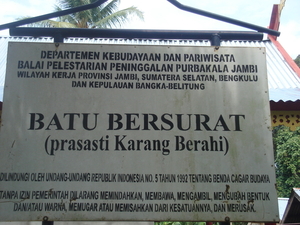 DEPARTEMEN KEBUDAYAAN DAN PARIWISATA
BALAI PELESTARIAN PENINGGALAN PURBAKALA JAMBI
WILAYAH KERJA PROVINSI JAMBI, SUMATERA SELATAN, BENGKULU
DAN KEPULAUAN BANGKA-BELITUNG
BATU BERSURAT
(prasasti Karang Berahi)
DILINDUNGI OLEH UNDANG-UNDANG REPUBLIK INDONESIA NO. 5 TAHUN 1992 TENTANG BENDA CAGAR BUDAYA
TANPA IZIN PEMERINTAH DILARANG MEMINDAHKAN, MEMBAWA, MENGAMBIL, MENGUBAH BENTUK
DAN/ATAU WARNA, MEMUGAR ATAU MEMISAHKAN DARI KESATUANNYA, DAN MERUSAK.